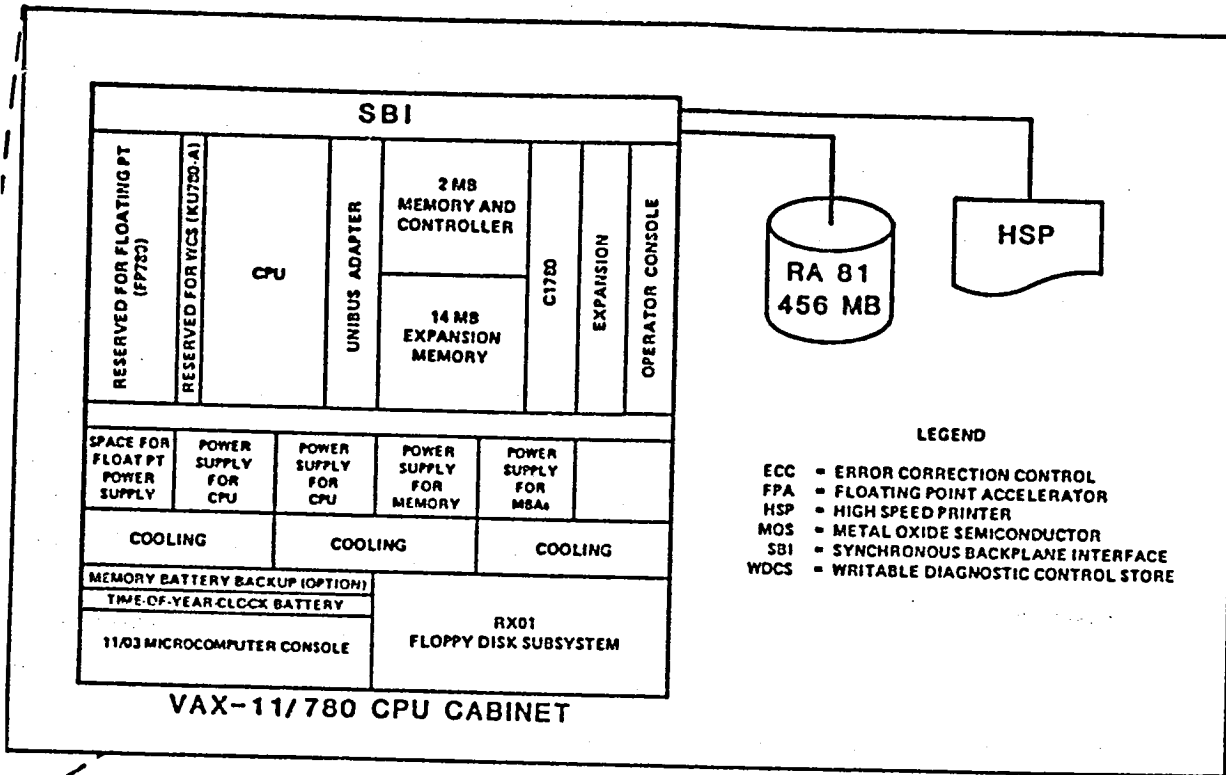 SBI
RESERVED FOR FLOATING PT
(FP780)
RESERVED FOR WCS (KU780-A)
CPU
UNIBUS ADAPTER
2 MB
MEMORY AND
CONTROLLER
14 MB
EXPANSION
MEMORY
C1780
EXPANSION
OPERATOR CONSOLE
RA 81
456 MB
HSP
SPACE FOR
FLOAT PT
POWER
SUPPLY
POWER
SUPPLY
FOR
CPU
POWER
SUPPLY
FOR
CPU
POWER
SUPPLY
FOR
MEMORY
POWER
SUPPLY
FOR
MBAs
COOLING
COOLING
COOLING
MEMORY BATTERY BACKUP (OPTION)
TIME-OF-YEAR-CLOCK BATTERY
11/03 MICROCOMPUTER CONSOLE
RX01
FLOPPY DISK SUBSYSTEM
VAX-11/780 CPU CABINET
LEGEND
ECC = ERROR CORRECTION CONTROL
FPA = FLOATING POINT ACCELERATOR
HSP = HIGH SPEED PRINTER
MOS = METAL OXIDE SEMICONDUCTOR
SBI = SYNCHRONOUS BACKPLANE INTERFACE
WDCS = WRITABLE DIAGNOSTIC CONTROL STORE